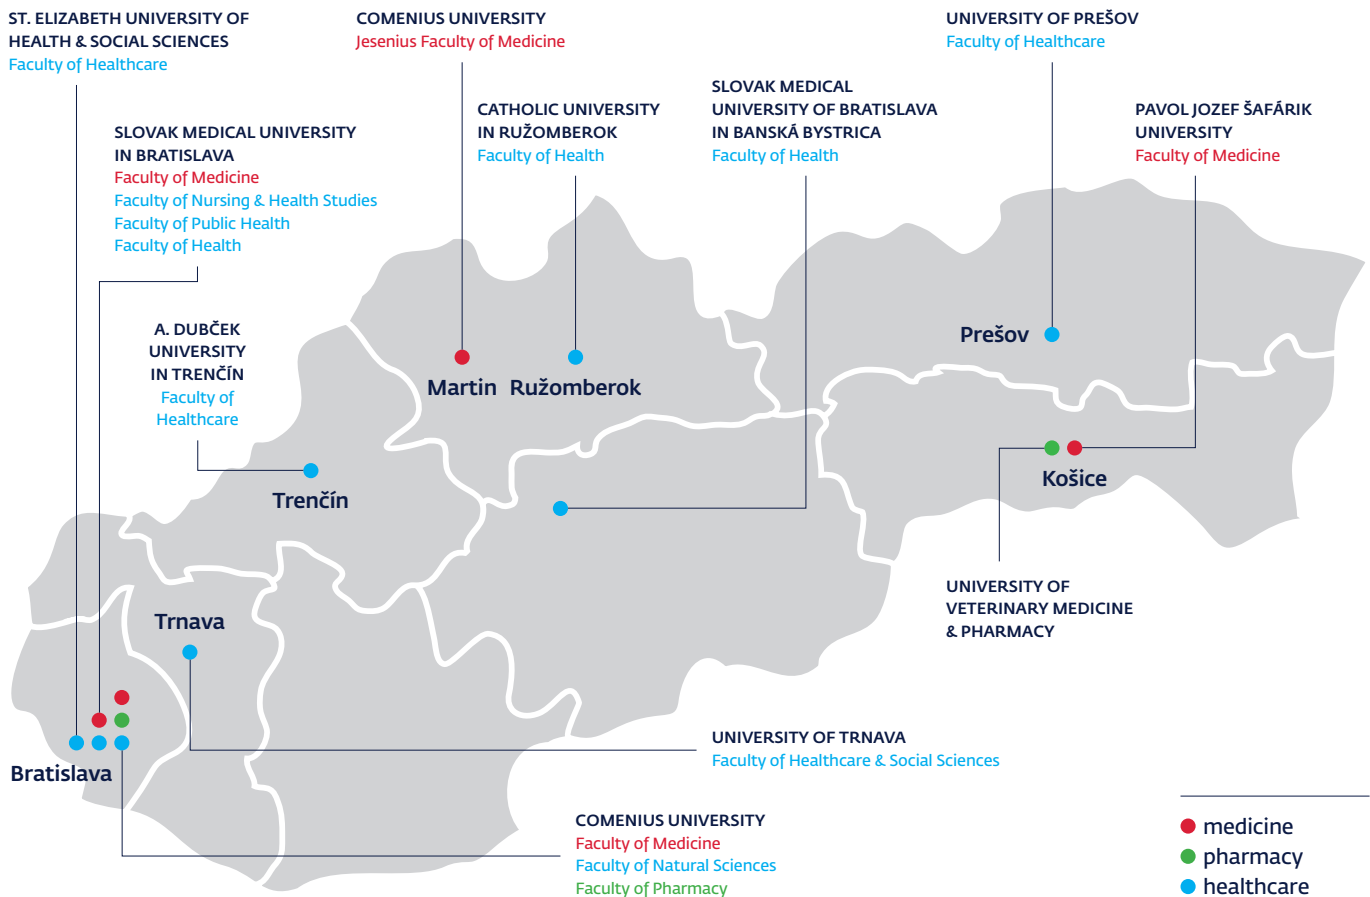 ST. ELIZABETH UNIVERSITY OF
HEALTH & SOCIAL SCIENCES
Faculty of Healthcare
COMENIUS UNIVERSITY
Jesenius Faculty of Medicine
UNIVERSITY OF PREŠOV
Faculty of Healthcare
SLOVAK MEDICAL UNIVERSITY
IN BRATISLAVA
Faculty of Medicine
Faculty of Nursing & Health Studies
Faculty of Public Health
Faculty of Health
CATHOLIC UNIVERSITY
IN RUŽOMBEROK
Faculty of Health
SLOVAK MEDICAL
UNIVERSITY OF BRATISLAVA
IN BANSKÁ BYSTRICA
Faculty of Health
PAVOL JOZEF ŠAFÁRIK
UNIVERSITY
Faculty of Medicine
A. DUBČEK
UNIVERSITY
IN TRENČÍN
Faculty of
Healthcare
Prešov
Martin
Ružomberok
Košice
Trenčín
UNIVERSITY OF
VETERINARY MEDICINE
& PHARMACY
Trnava
Bratislava
UNIVERSITY OF TRNAVA
Faculty of Healthcare & Social Sciences
COMENIUS UNIVERSITY
Faculty of Medicine
Faculty of Natural Sciences
Faculty of Pharmacy
medicine
pharmacy
healthcare